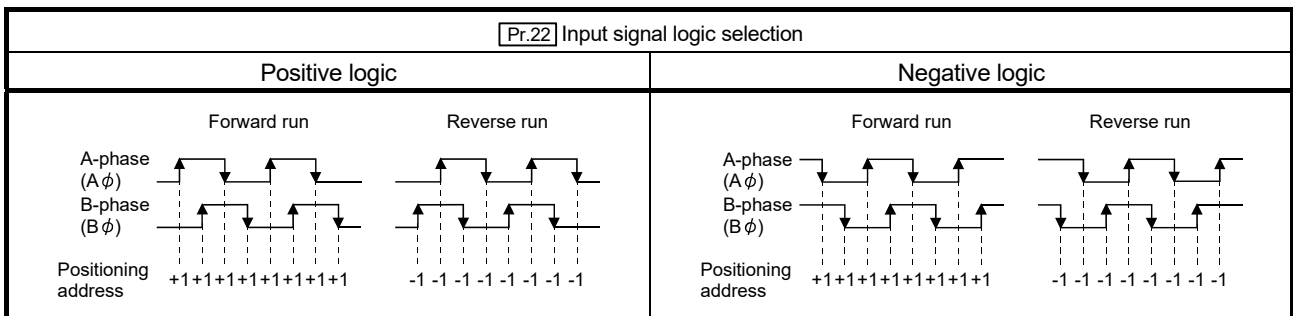 Pr.22 Input signal logic selection
Positive logic
Negative logic
Forward run
Reverse run
A-phase
(Aϕ)
B-phase
(Bϕ)
Positioning
address
+1+1+1+1+1+1+1+1
-1 -1 -1 -1 -1 -1 -1 -1
Forward run
Reverse run
A-phase
(Aϕ)
B-phase
(Bϕ)
Positioning
address
+1+1+1+1+1+1+1+1
-1 -1 -1 -1 -1 -1 -1 -1